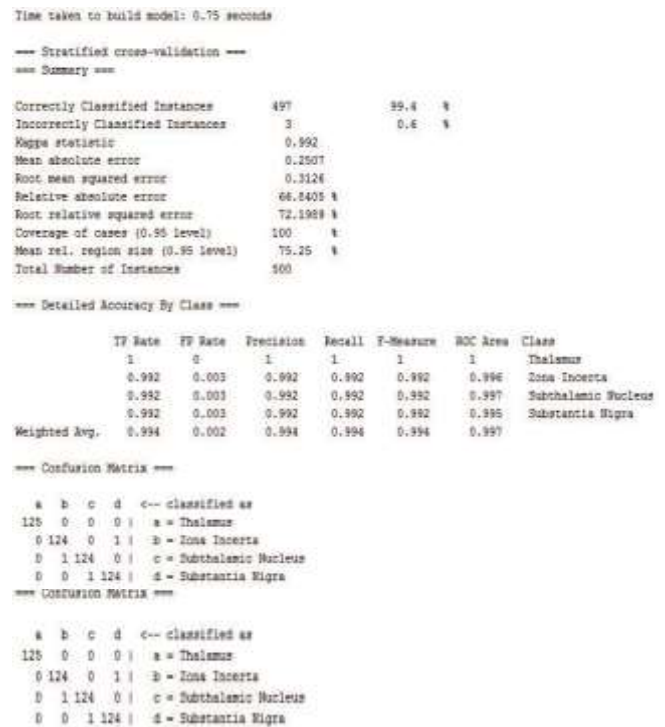 Time taken to build model: 0.75 seconds
=== Stratified cross-validation ===
=== Summary ===
Correctly Classified Instances 497 99.4 %
Incorrectly Classified Instances 3 0.6 %
Kappa statistic 0.992
Mean absolute error 0.2507
Root mean squared error 0.3126
Relative absolute error 66.8405 %
Root relative squared error 72.1989 %
Coverage of cases (0.95 level) 100 %
Mean rel. region size (0.95 level) 75.25 %
Total Number of Instances 500
=== Detailed Accuracy By Class ===
TP Rate FP Rate Precision Recall F-Measure ROC Area Class
1 0 1 1 1 1 Thalamus
0.992 0.003 0.992 0.992 0.992 0.996 Zona Incerta
0.992 0.003 0.992 0.992 0.992 0.997 Subthalamic Nucleus
0.992 0.003 0.992 0.992 0.992 0.995 Substantia Nigra
Weighted Avg. 0.994 0.002 0.994 0.994 0.994 0.997
=== Confusion Matrix ===
a b c d <-- classified as
125 0 0 0 | a = Thalamus
0 124 0 1 | b = Zona Incerta
0 1 124 0 | c = Subthalamic Nucleus
0 0 1 124 | d = Substantia Nigra
=== Confusion Matrix ===
a b c d <-- classified as
125 0 0 0 | a = Thalamus
0 124 0 1 | b = Zona Incerta
0 1 124 0 | c = Subthalamic Nucleus
0 0 1 124 | d = Substantia Nigra